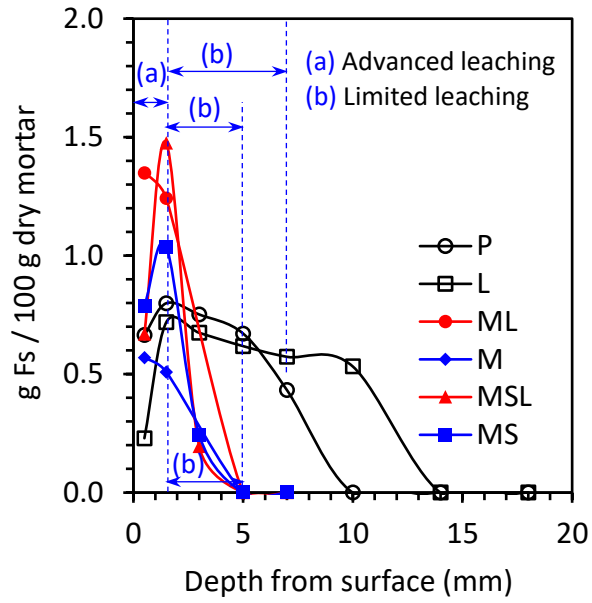 2.0
(b)
(a) Advanced leaching
(a)
(b)
(b) Limited leaching
1.5
g Fs / 100 g dry mortar
1.0
P
L
ML
0.5
M
MSL
MS
(b)
0.0
0
5
10
15
20
Depth from surface (mm)